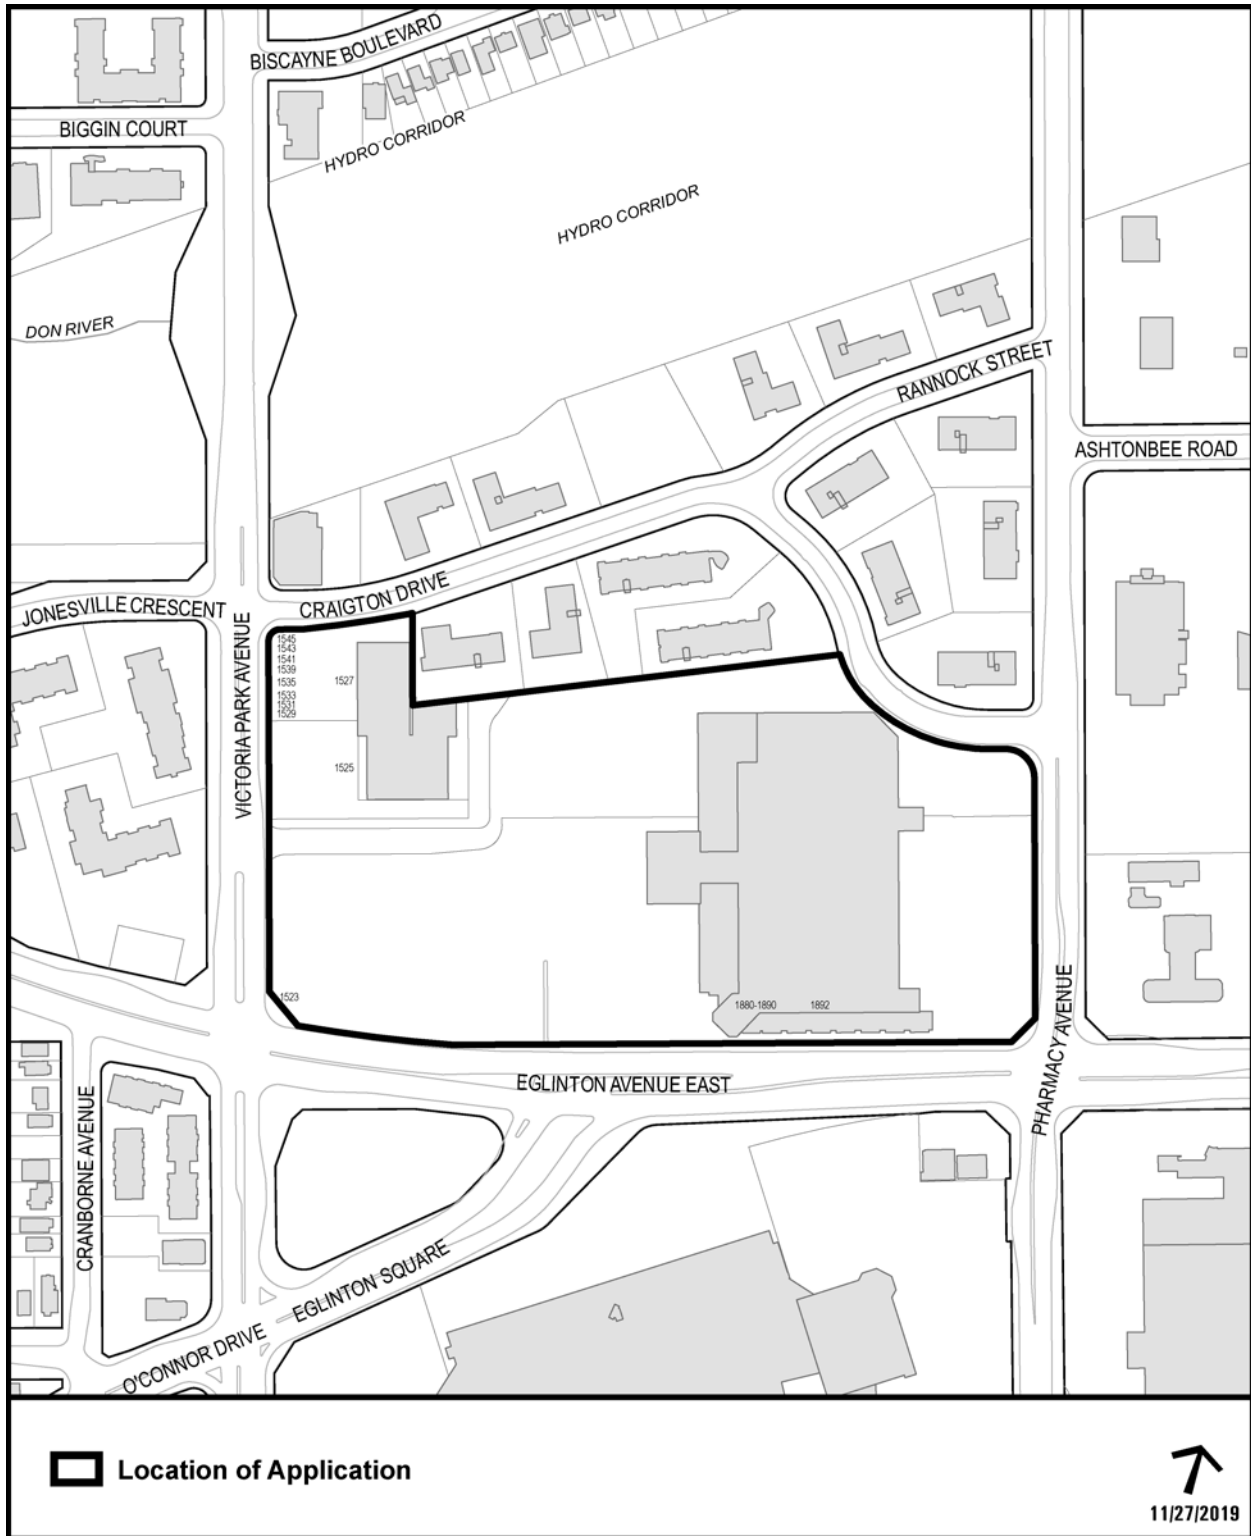 BISCAYNE BOULEVARD
BIGGIN COURT
HYDRO CORRIDOR
HYDRO CORRIDOR
DON RIVER
RANNOCK STREET
ASHTONBEE ROAD
JONESVILLE CRESCENT
CRAIGTON DRIVE
VICTORIA PARK AVENUE
1545
1543
1541
1539
1535
1533
1531
1529
1527
1525
1523
1880-1890
1892
PHARMACY AVENUE
EGLINTON AVENUE EAST
CRANBORNE AVENUE
EGLINTON SQUARE
O'CONNOR DRIVE
Location of Application
11/27/2019